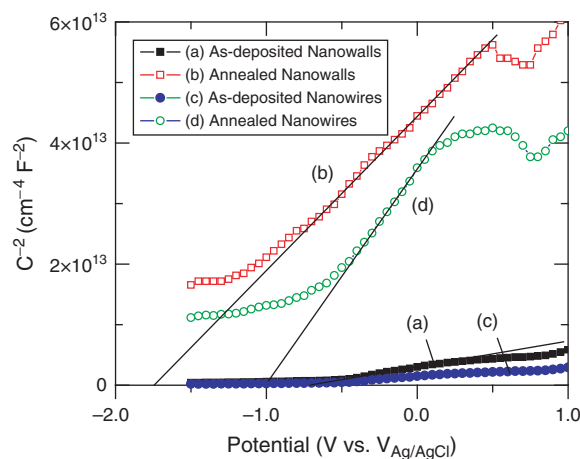 6×10¹³
4×10¹³
2×10¹³
0
C⁻² (cm⁻⁴ F⁻²)
(a) As-deposited Nanowalls
(b) Annealed Nanowalls
(c) As-deposited Nanowires
(d) Annealed Nanowires
(b)
(d)
(a)
(c)
−2.0
−1.0
0.0
1.0
Potential (V vs. V_Ag/AgCl)